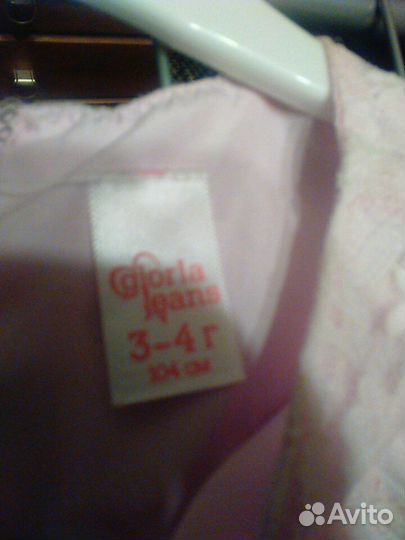 Gloria
Jeans
3-4 г
104 см
Avito